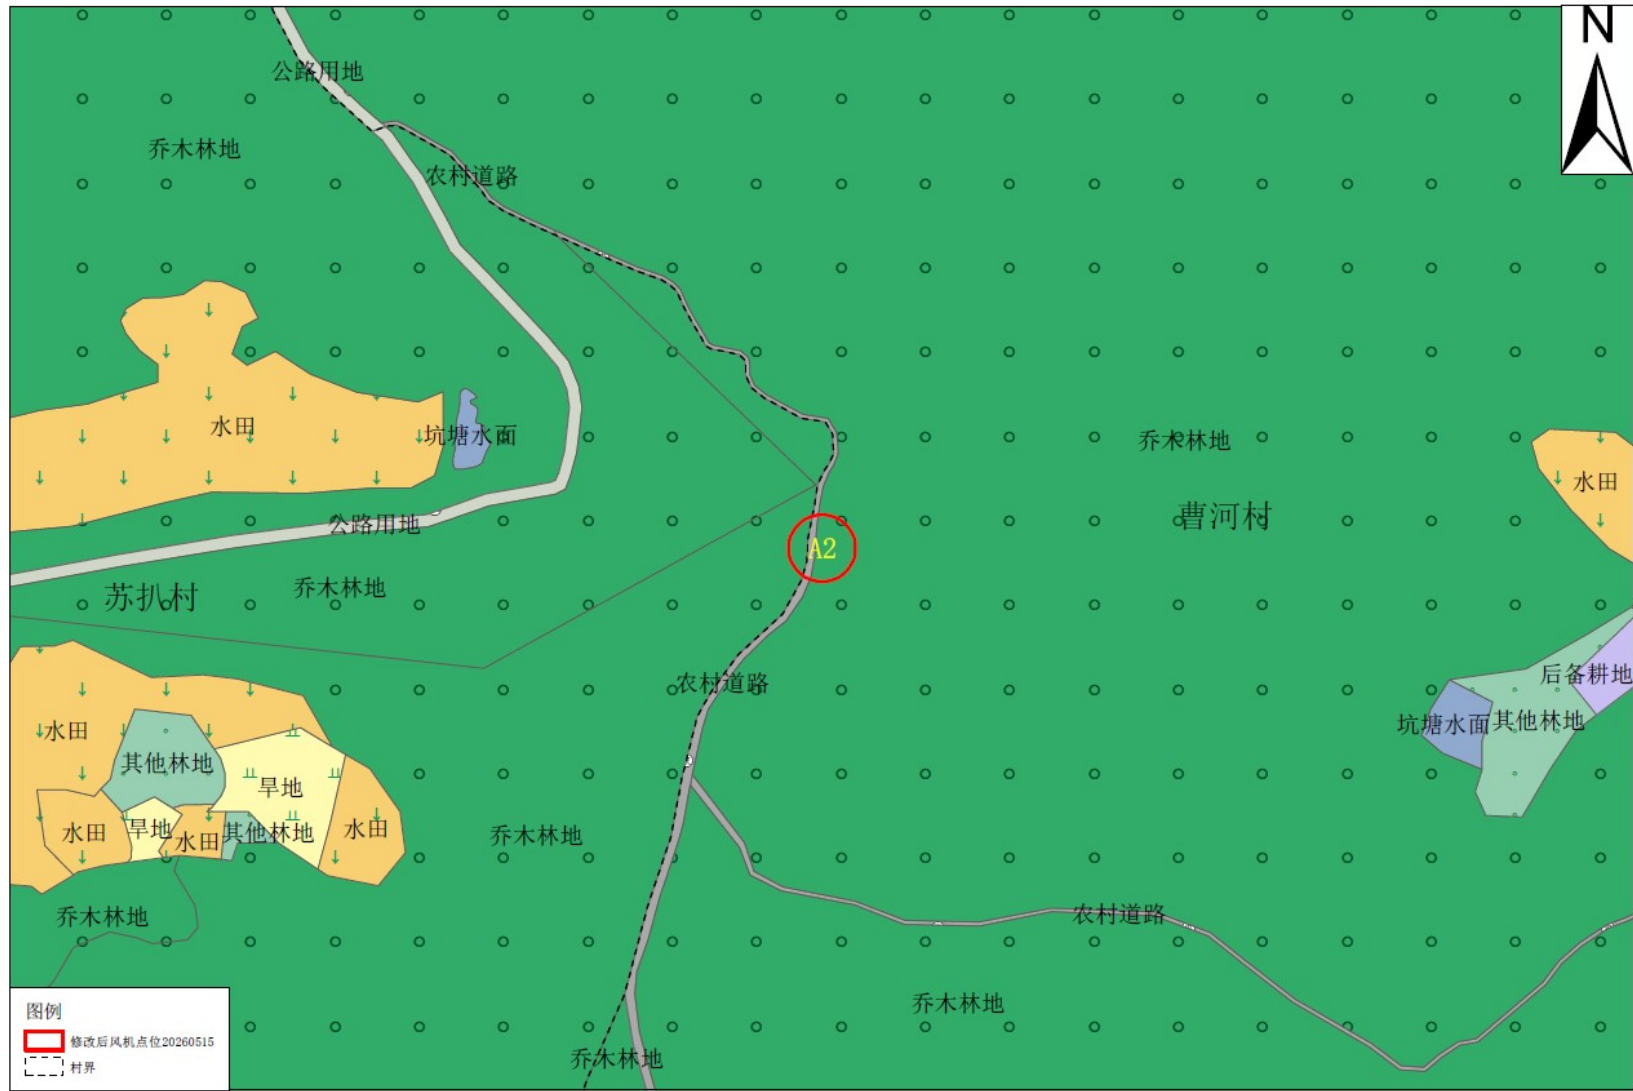 N
公路用地
乔木林地
农村道路
水田
坑塘水面
乔木林地
水田
曹河村
公路用地
A2
乔木林地
苏扒村
后备耕地
农村道路
坑塘水面
其他林地
水田
其他林地
旱地
水田
旱地
水田
其他林地
水田
乔木林地
乔木林地
农村道路
乔木林地
乔木林地
图例
修改后风机点位20260515
村界